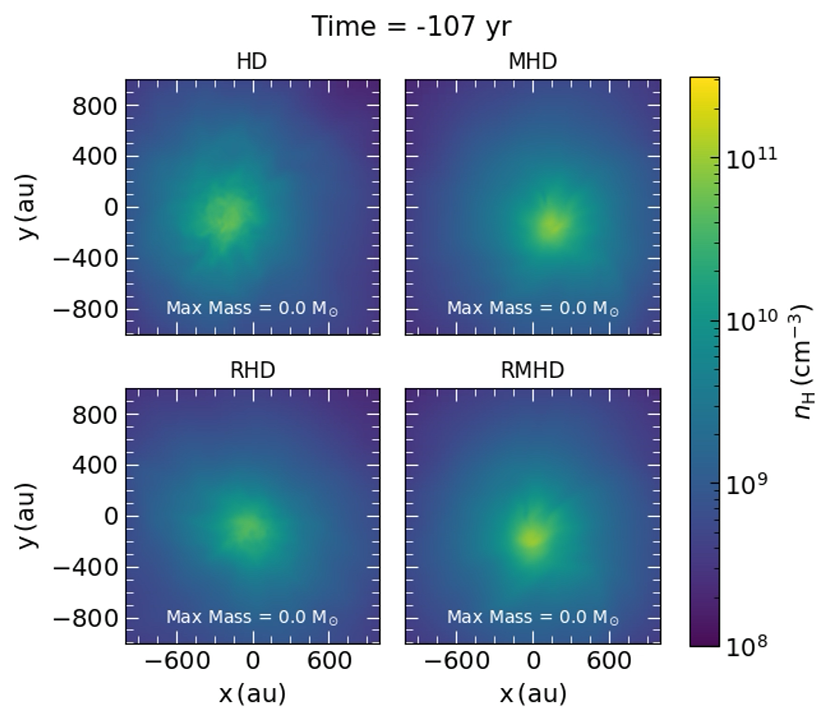 Time = -107 yr
HD MHD
800
400
0
−400
−800
y (au)
Max Mass = 0.0 M☉ Max Mass = 0.0 M☉
RHD RMHD
800
400
0
−400
−800
y (au)
Max Mass = 0.0 M☉ Max Mass = 0.0 M☉
−600 0 600 −600 0 600
x (au) x (au)
10¹¹
10¹⁰
10⁹
10⁸
n_H (cm⁻³)